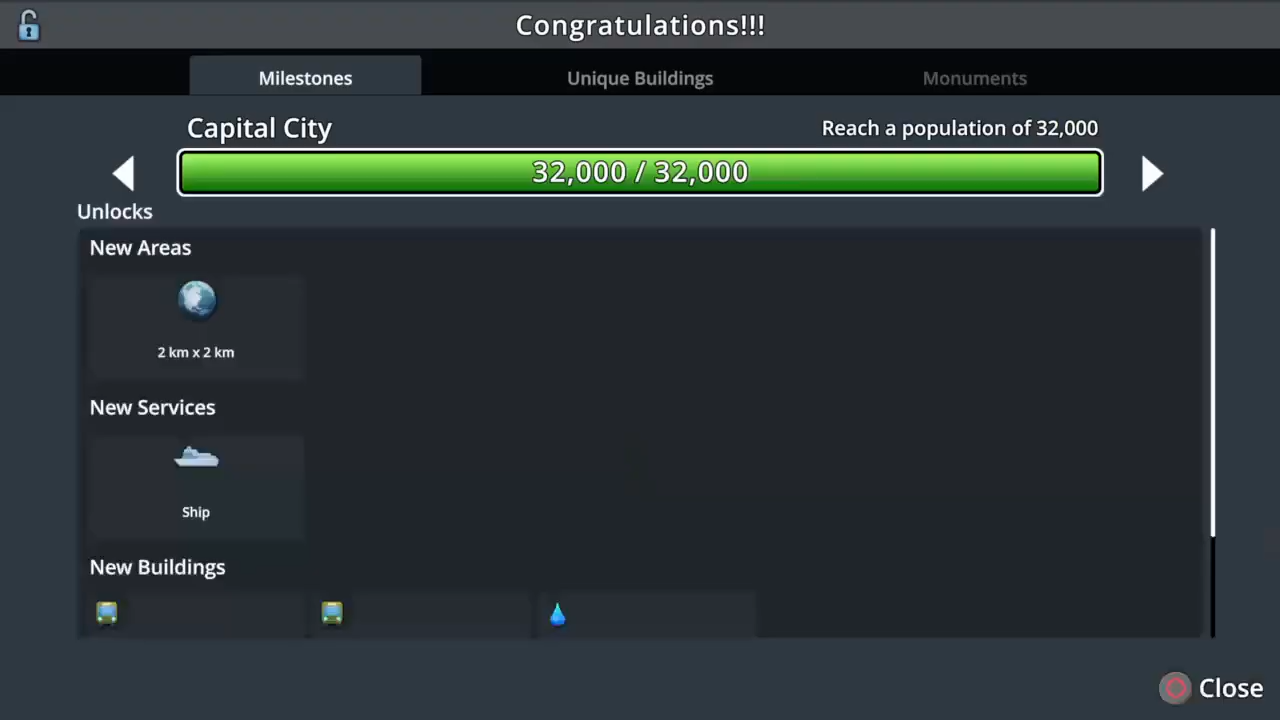 Congratulations!!!
Milestones
Unique Buildings
Monuments
Capital City
Reach a population of 32,000
32,000 / 32,000
Unlocks
New Areas
2 km x 2 km
New Services
Ship
New Buildings
Close